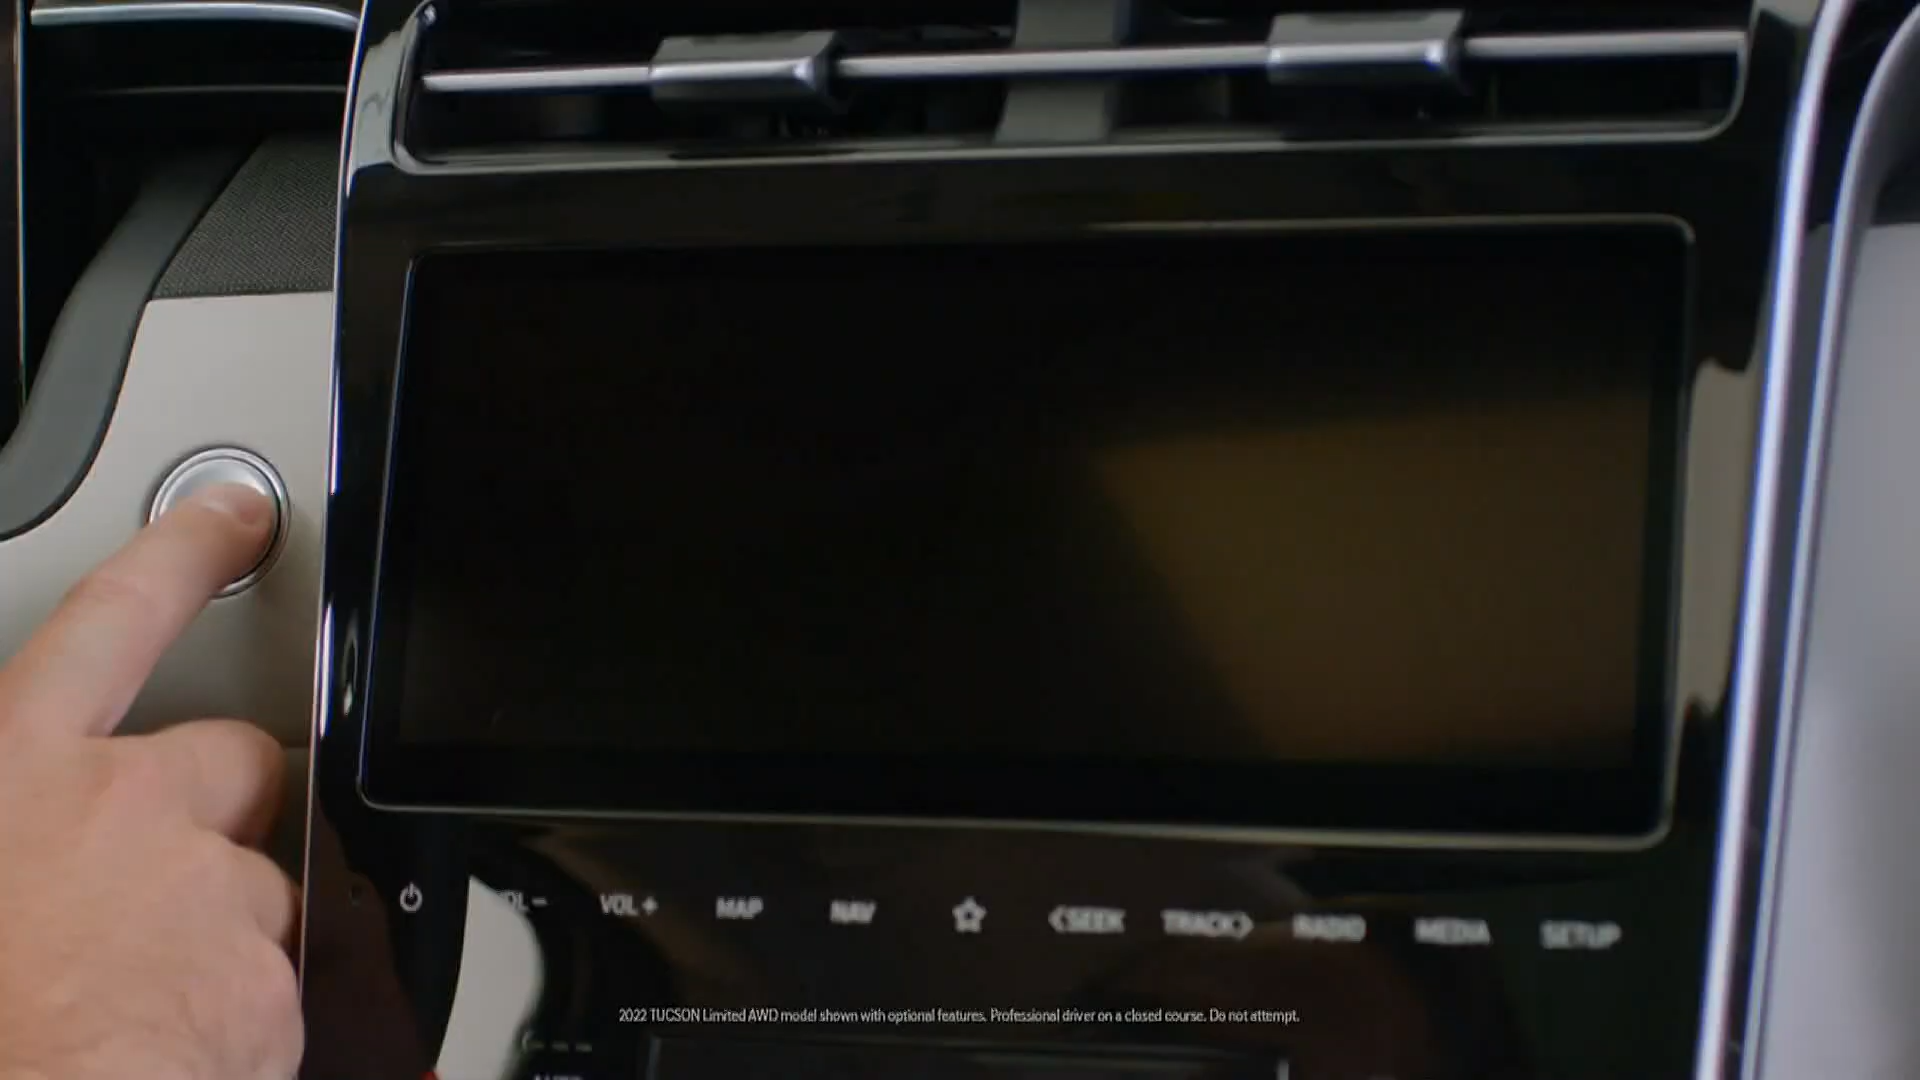 VOL− VOL+ MAP NAV <SEEK TRACK> RADIO MEDIA SETUP
2022 TUCSON Limited AWD model shown with optional features. Professional driver on a closed course. Do not attempt.